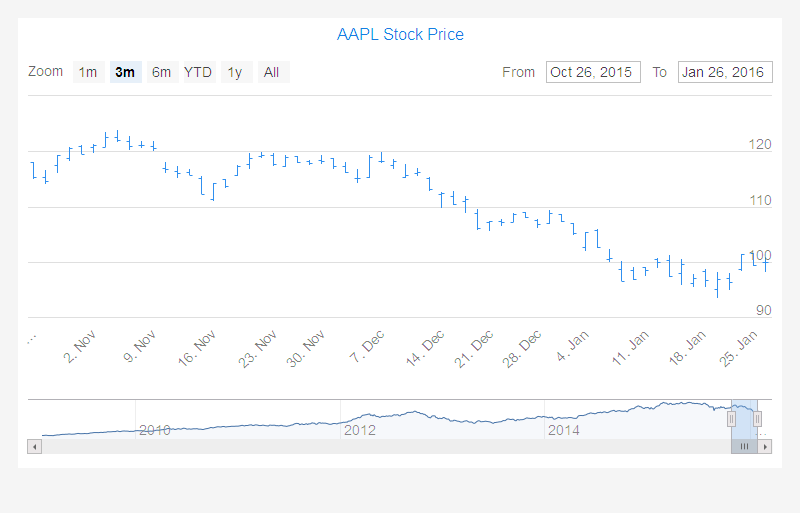 AAPL Stock Price
Zoom 1m 3m 6m YTD 1y All From Oct 26, 2015 To Jan 26, 2016
120
110
100
90
... 2. Nov 9. Nov 16. Nov 23. Nov 30. Nov 7. Dec 14. Dec 21. Dec 28. Dec 4. Jan 11. Jan 18. Jan 25. Jan
2010 2012 2014 ...